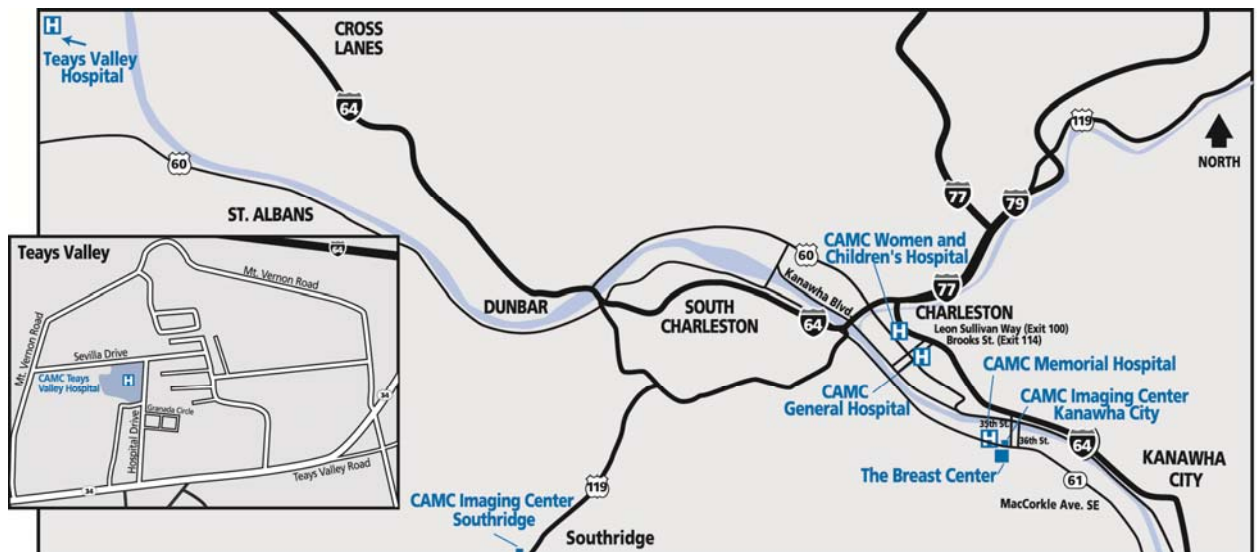 H
Teays Valley
Hospital
CROSS
LANES
64
60
ST. ALBANS
119
NORTH
77
79
CAMC Women and
Children's Hospital
60
77
Kanawha Blvd.
DUNBAR
SOUTH
CHARLESTON
64
CHARLESTON
Leon Sullivan Way (Exit 100)
Brooks St. (Exit 114)
H
H
CAMC
General Hospital
CAMC Memorial Hospital
CAMC Imaging Center
Kanawha City
35th St.
36th St.
H
64
The Breast Center
KANAWHA
CITY
61
MacCorkle Ave. SE
119
CAMC Imaging Center
Southridge
Southridge
Teays Valley
64
Mt. Vernon Road
Mt. Vernon Road
Sevilla Drive
CAMC Teays
Valley Hospital
H
Granada Circle
Hospital Drive
34
Teays Valley Road
34